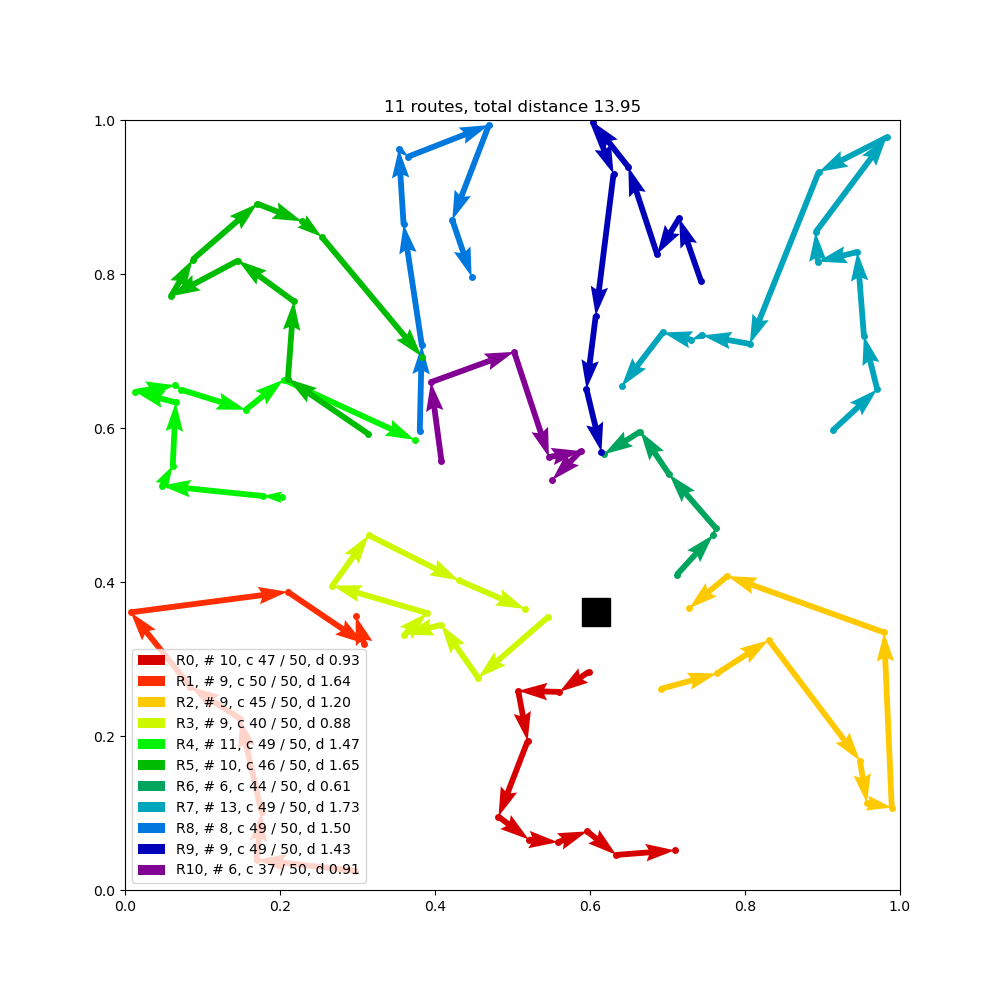 11 routes, total distance 13.95
1.0
0.8
0.6
0.4
0.2
0.0
R0, # 10, c 47 / 50, d 0.93
R1, # 9, c 50 / 50, d 1.64
R2, # 9, c 45 / 50, d 1.20
R3, # 9, c 40 / 50, d 0.88
R4, # 11, c 49 / 50, d 1.47
R5, # 10, c 46 / 50, d 1.65
R6, # 6, c 44 / 50, d 0.61
R7, # 13, c 49 / 50, d 1.73
R8, # 8, c 49 / 50, d 1.50
R9, # 9, c 49 / 50, d 1.43
R10, # 6, c 37 / 50, d 0.91
0.0 0.2 0.4 0.6 0.8 1.0